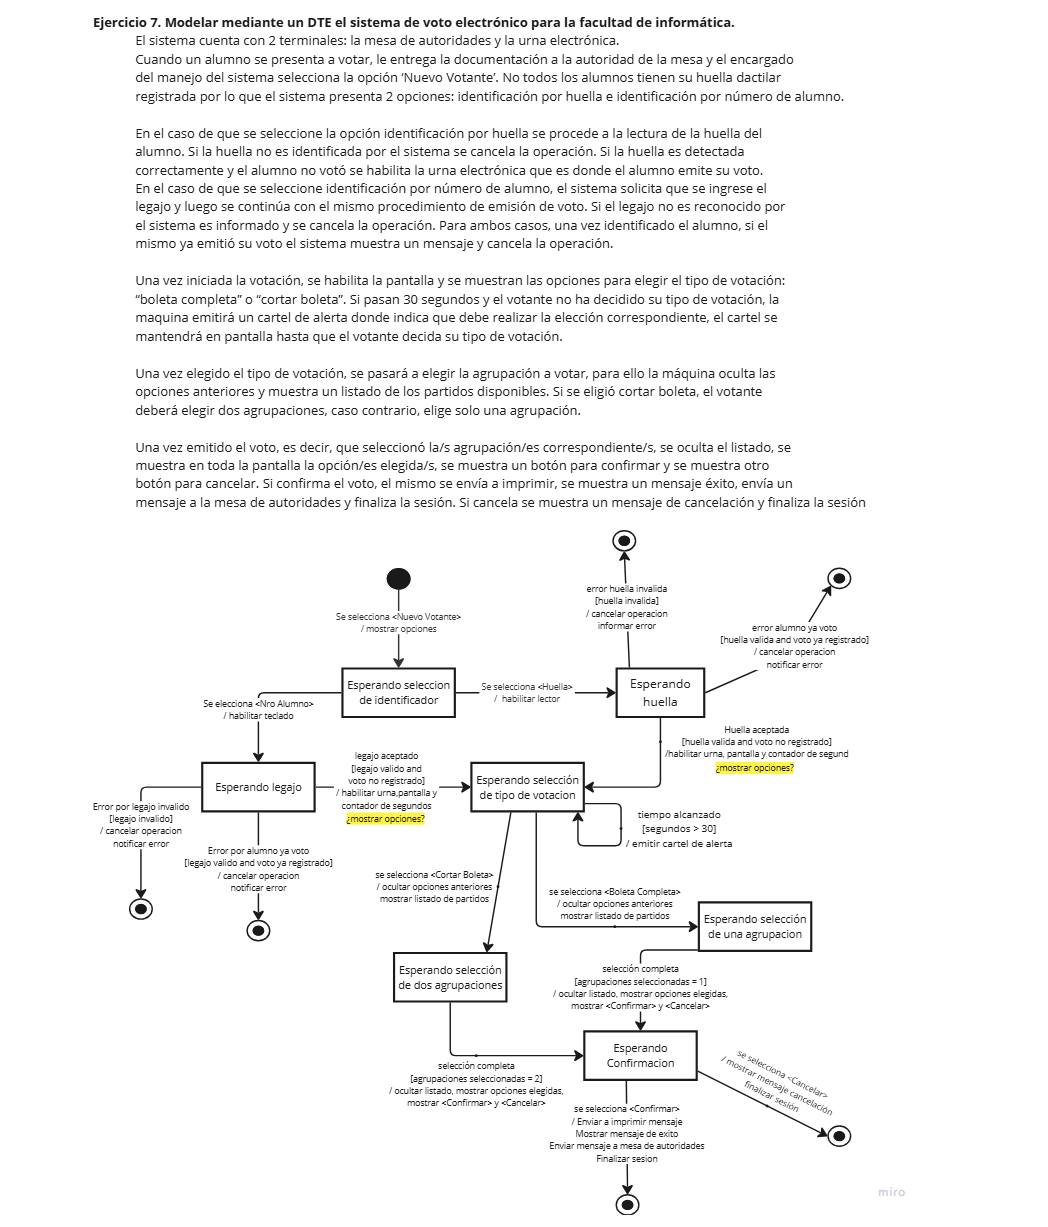 Ejercicio 7. Modelar mediante un DTE el sistema de voto electrónico para la facultad de informática.
El sistema cuenta con 2 terminales: la mesa de autoridades y la urna electrónica.
Cuando un alumno se presenta a votar, le entrega la documentación a la autoridad de la mesa y el encargado
del manejo del sistema selecciona la opción ‘Nuevo Votante’. No todos los alumnos tienen su huella dactilar
registrada por lo que el sistema presenta 2 opciones: identificación por huella e identificación por número de alumno.
En el caso de que se seleccione la opción identificación por huella se procede a la lectura de la huella del
alumno. Si la huella no es identificada por el sistema se cancela la operación. Si la huella es detectada
correctamente y el alumno no votó se habilita la urna electrónica que es donde el alumno emite su voto.
En el caso de que se seleccione identificación por número de alumno, el sistema solicita que se ingrese el
legajo y luego se continúa con el mismo procedimiento de emisión de voto. Si el legajo no es reconocido por
el sistema es informado y se cancela la operación. Para ambos casos, una vez identificado el alumno, si el
mismo ya emitió su voto el sistema muestra un mensaje y cancela la operación.
Una vez iniciada la votación, se habilita la pantalla y se muestran las opciones para elegir el tipo de votación:
“boleta completa” o “cortar boleta”. Si pasan 30 segundos y el votante no ha decidido su tipo de votación, la
maquina emitirá un cartel de alerta donde indica que debe realizar la elección correspondiente, el cartel se
mantendrá en pantalla hasta que el votante decida su tipo de votación.
Una vez elegido el tipo de votación, se pasará a elegir la agrupación a votar, para ello la máquina oculta las
opciones anteriores y muestra un listado de los partidos disponibles. Si se eligió cortar boleta, el votante
deberá elegir dos agrupaciones, caso contrario, elige solo una agrupación.
Una vez emitido el voto, es decir, que seleccionó la/s agrupación/es correspondiente/s, se oculta el listado, se
muestra en toda la pantalla la opción/es elegida/s, se muestra un botón para confirmar y se muestra otro
botón para cancelar. Si confirma el voto, el mismo se envía a imprimir, se muestra un mensaje éxito, envía un
mensaje a la mesa de autoridades y finaliza la sesión. Si cancela se muestra un mensaje de cancelación y finaliza la sesión
error huella invalida
[huella invalida]
/ cancelar operacion
informar error
Se selecciona <Nuevo Votante>
/ mostrar opciones
error alumno ya voto
[huella valida and voto ya registrado]
/ cancelar operacion
notificar error
Esperando seleccion
de identificador
Se selecciona <Huella>
/ habilitar lector
Esperando
huella
Se elecciona <Nro Alumno>
/ habilitar teclado
Huella aceptada
[huella valida and voto no registrado]
/habilitar urna, pantalla y contador de segund
¿mostrar opciones?
Esperando legajo
legajo aceptado
[legajo valido and
voto no registrado]
/ habilitar urna,pantalla y
contador de segundos
¿mostrar opciones?
Esperando selección
de tipo de votacion
Error por legajo invalido
[legajo invalido]
/ cancelar operacion
notificar error
tiempo alcanzado
[segundos > 30]
/ emitir cartel de alerta
Error por alumno ya voto
[legajo valido and voto ya registrado]
/ cancelar operacion
notificar error
se selecciona <Cortar Boleta>
/ ocultar opciones anteriores
mostrar listado de partidos
se selecciona <Boleta Completa>
/ ocultar opciones anteriores
mostrar listado de partidos
Esperando selección
de una agrupacion
Esperando selección
de dos agrupaciones
selección completa
[agrupaciones seleccionadas = 1]
/ ocultar listado, mostrar opciones elegidas,
mostrar <Confirmar> y <Cancelar>
Esperando
Confirmacion
selección completa
[agrupaciones seleccionadas = 2]
/ ocultar listado, mostrar opciones elegidas,
mostrar <Confirmar> y <Cancelar>
se selecciona <Cancelar>
/ mostrar mensaje cancelación
finalizar sesión
se selecciona <Confirmar>
/ Enviar a imprimir mensaje
Mostrar mensaje de exito
Enviar mensaje a mesa de autoridades
Finalizar sesion
miro